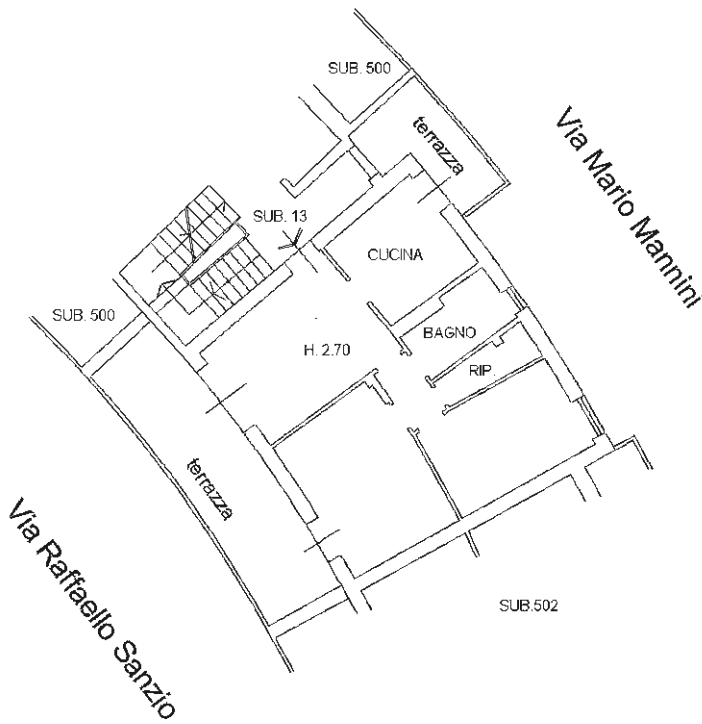 SUB. 500
terrazza
Via Mario Mannini
SUB. 13
CUCINA
SUB. 500
BAGNO
H. 2.70
RIP.
terrazza
Via Raffaello Sanzio
SUB.502